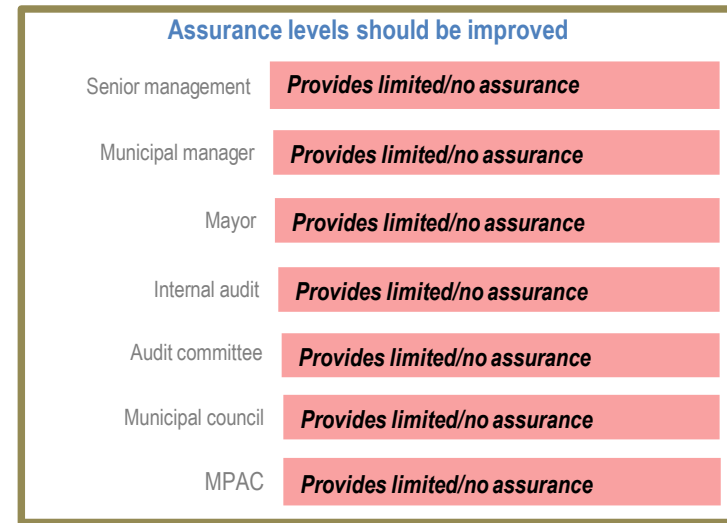 Assurance levels should be improved
Senior management Provides limited/no assurance
Municipal manager Provides limited/no assurance
Mayor Provides limited/no assurance
Internal audit Provides limited/no assurance
Audit committee Provides limited/no assurance
Municipal council Provides limited/no assurance
MPAC Provides limited/no assurance